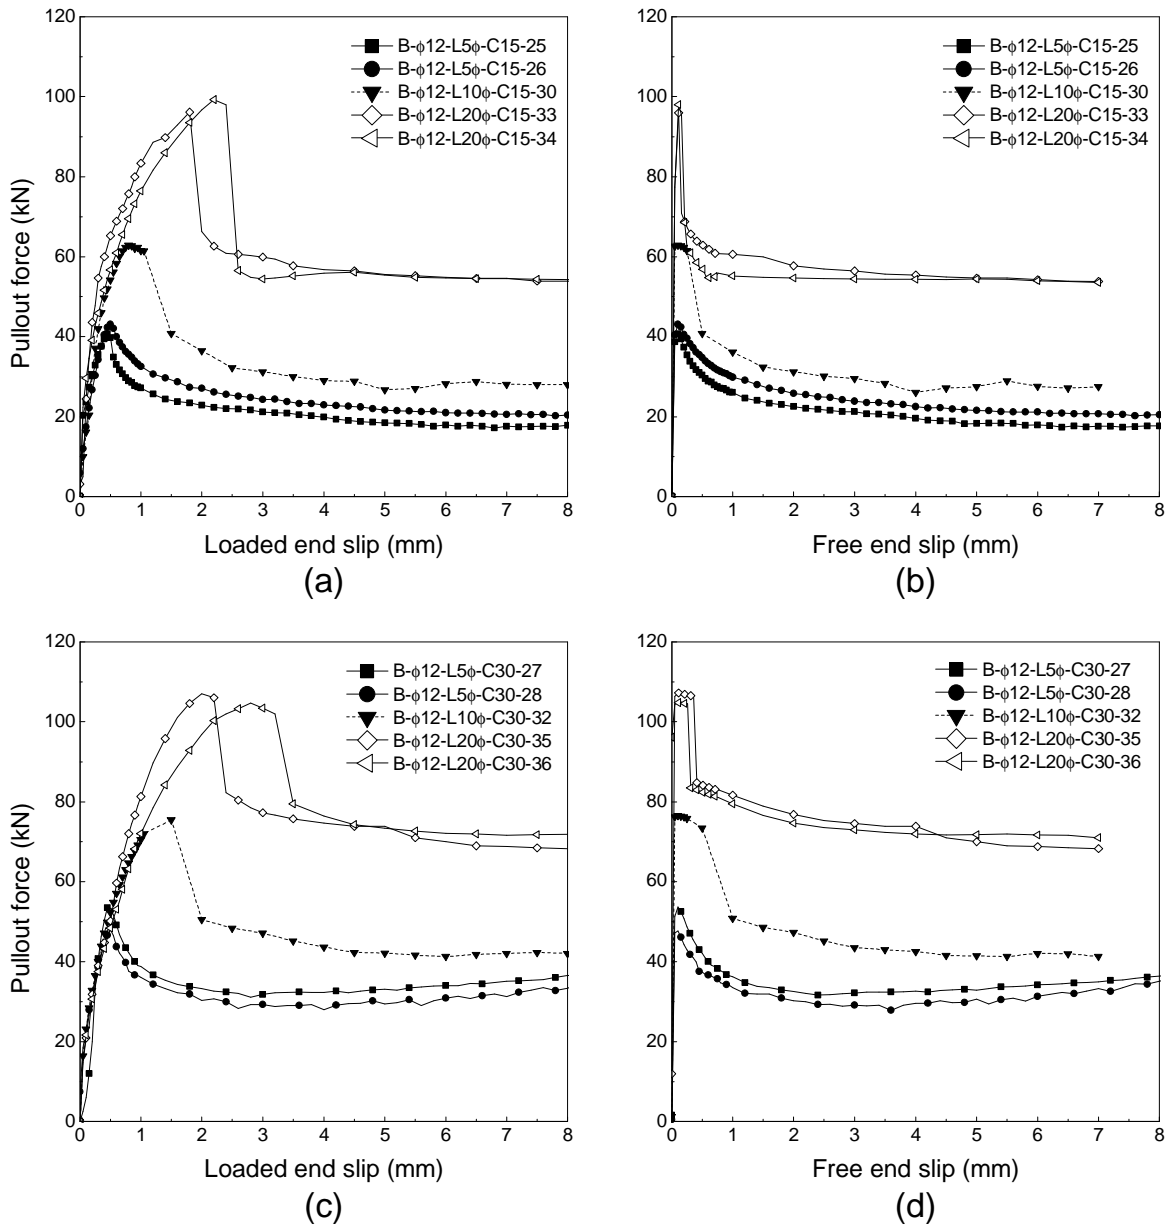 120
100
80
60
40
20
0
Pullout force (kN)
B-ϕ12-L5ϕ-C15-25
B-ϕ12-L5ϕ-C15-26
B-ϕ12-L10ϕ-C15-30
B-ϕ12-L20ϕ-C15-33
B-ϕ12-L20ϕ-C15-34
0 1 2 3 4 5 6 7 8
Loaded end slip (mm)
(a)
120
100
80
60
40
20
0
B-ϕ12-L5ϕ-C15-25
B-ϕ12-L5ϕ-C15-26
B-ϕ12-L10ϕ-C15-30
B-ϕ12-L20ϕ-C15-33
B-ϕ12-L20ϕ-C15-34
0 1 2 3 4 5 6 7 8
Free end slip (mm)
(b)
120
100
80
60
40
20
0
Pullout force (kN)
B-ϕ12-L5ϕ-C30-27
B-ϕ12-L5ϕ-C30-28
B-ϕ12-L10ϕ-C30-32
B-ϕ12-L20ϕ-C30-35
B-ϕ12-L20ϕ-C30-36
0 1 2 3 4 5 6 7 8
Loaded end slip (mm)
(c)
120
100
80
60
40
20
0
B-ϕ12-L5ϕ-C30-27
B-ϕ12-L5ϕ-C30-28
B-ϕ12-L10ϕ-C30-32
B-ϕ12-L20ϕ-C30-35
B-ϕ12-L20ϕ-C30-36
0 1 2 3 4 5 6 7 8
Free end slip (mm)
(d)